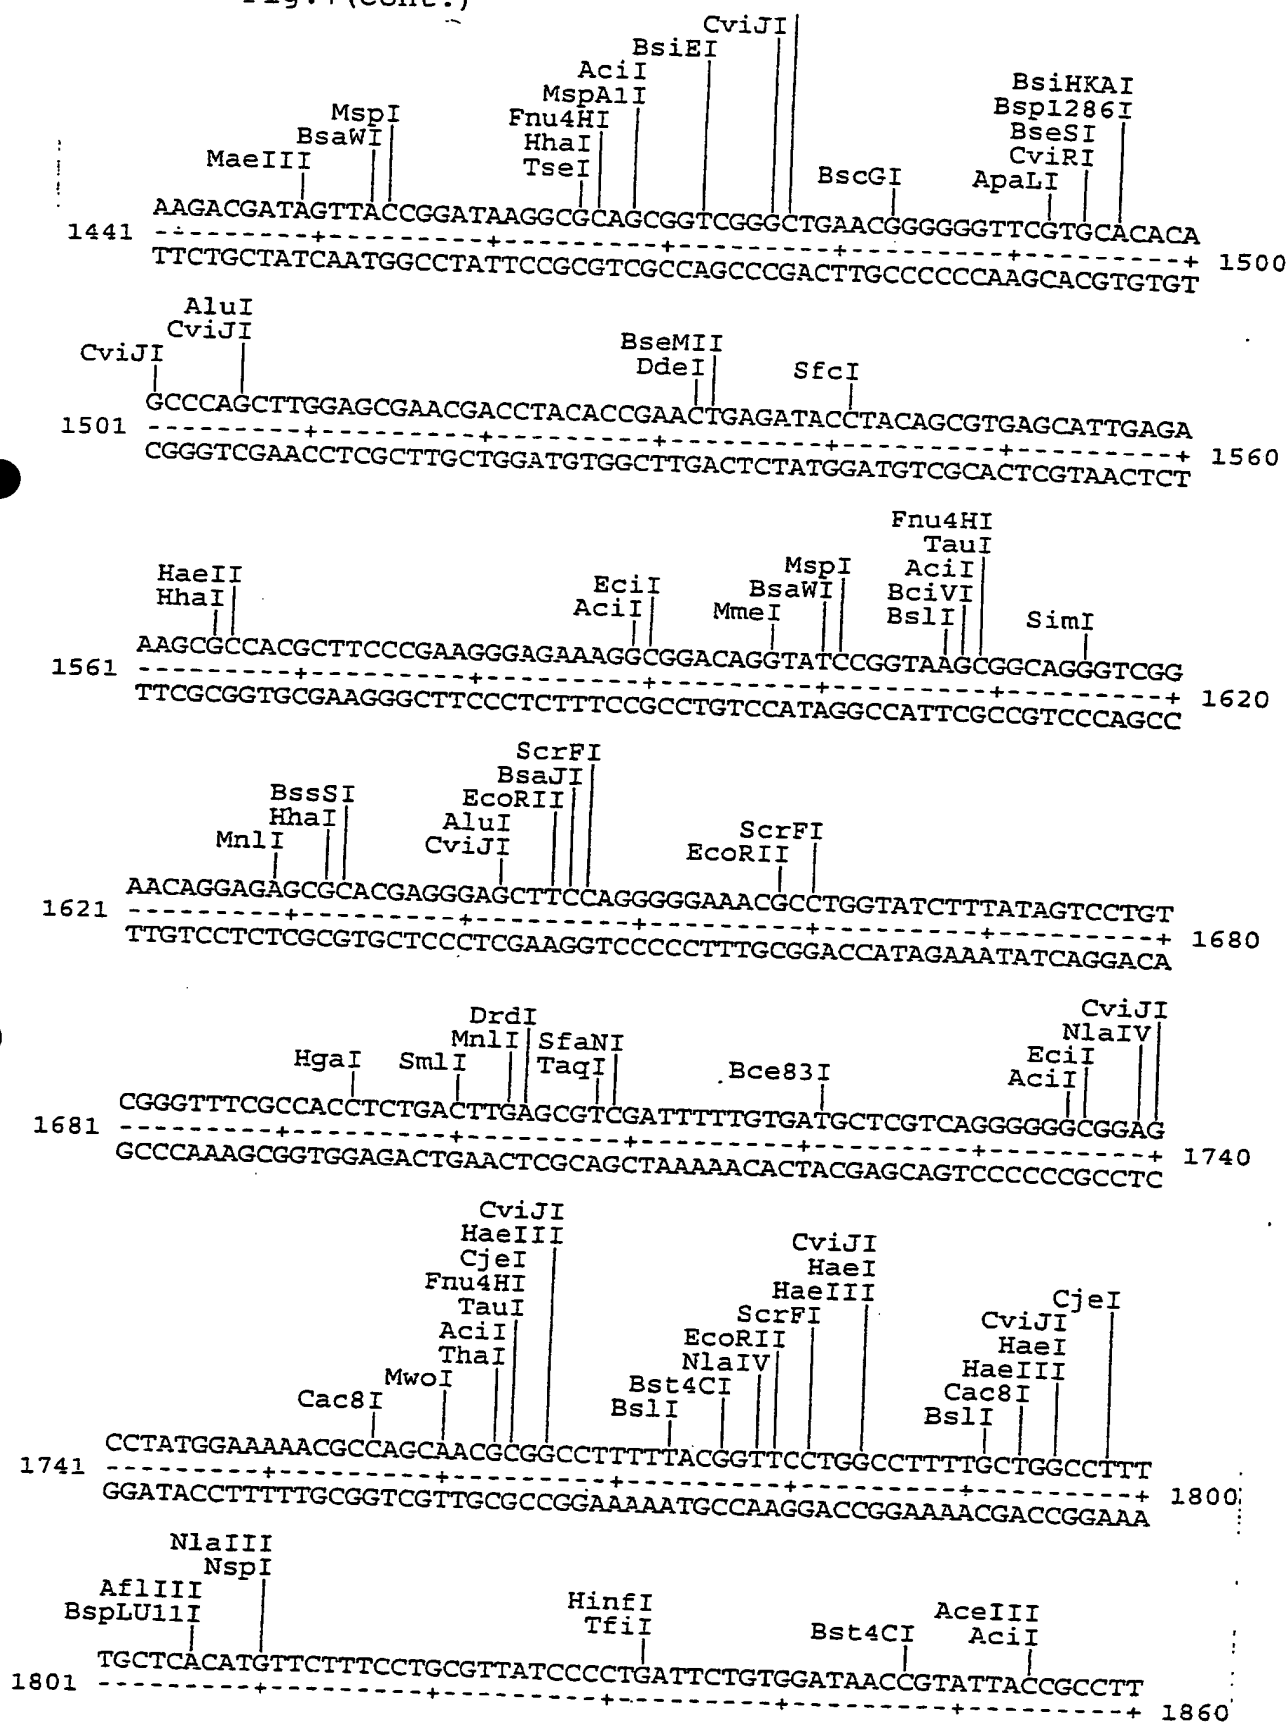 Fig.4(cont.)
CviJI
BsiEI
AciI
MspA1I
Fnu4HI
HhaI
TseI
MspI
BsaWI
MaeIII
BscGI
BsiHKAI
Bsp1286I
BseSI
CviRI
ApaLI
AAGACGATAGTTACCGGATAAGGCGCAGCGGTCGGGCTGAACGGGGGGTTCGTGCACACA
1441 ---------+---------+---------+---------+---------+---------+ 1500
TTCTGCTATCAATGGCCTATTCCGCGTCGCCAGCCCGACTTGCCCCCCAAGCACGTGTGT
AluI
CviJI
CviJI
BseMII
DdeI
SfcI
GCCCAGCTTGGAGCGAACGACCTACACCGAACTGAGATACCTACAGCGTGAGCATTGAGA
1501 ---------+---------+---------+---------+---------+---------+ 1560
CGGGTCGAACCTCGCTTGCTGGATGTGGCTTGACTCTATGGATGTCGCACTCGTAACTCT
HaeII
HhaI
EciI
AciI
MmeI
MspI
BsaWI
Fnu4HI
TauI
AciI
BciVI
BslI
SimI
AAGCGCCACGCTTCCCGAAGGGAGAAAGGCGGACAGGTATCCGGTAAGCGGCAGGGTCGG
1561 ---------+---------+---------+---------+---------+---------+ 1620
TTCGCGGTGCGAAGGGCTTCCCTCTTTCCGCCTGTCCATAGGCCATTCGCCGTCCCAGCC
BssSI
HhaI
MnlI
ScrFI
BsaJI
EcoRII
AluI
CviJI
ScrFI
EcoRII
AACAGGAGAGCGCACGAGGGAGCTTCCAGGGGGAAACGCCTGGTATCTTTATAGTCCTGT
1621 ---------+---------+---------+---------+---------+---------+ 1680
TTGTCCTCTCGCGTGCTCCCTCGAAGGTCCCCCTTTGCGGACCATAGAAATATCAGGACA
HgaI
SmlI
DrdI
MnlI
SfaNI
TaqI
Bce83I
CviJI
NlaIV
EciI
AciI
CGGGTTTCGCCACCTCTGACTTGAGCGTCGATTTTTGTGATGCTCGTCAGGGGGGCGGAG
1681 ---------+---------+---------+---------+---------+---------+ 1740
GCCCAAAGCGGTGGAGACTGAACTCGCAGCTAAAAACACTACGAGCAGTCCCCCCGCCTC
CviJI
HaeIII
CjeI
Fnu4HI
TauI
AciI
ThaI
MwoI
Cac8I
CviJI
HaeI
HaeIII
ScrFI
EcoRII
NlaIV
Bst4CI
BslI
CjeI
CviJI
HaeI
HaeIII
Cac8I
BslI
CCTATGGAAAAACGCCAGCAACGCGGCCTTTTTACGGTTCCTGGCCTTTTGCTGGCCTTT
1741 ---------+---------+---------+---------+---------+---------+ 1800
GGATACCTTTTTGCGGTCGTTGCGCCGGAAAAATGCCAAGGACCGGAAAACGACCGGAAA
NlaIII
NspI
AflIII
BspLU11I
HinfI
TfiI
Bst4CI
AceIII
AciI
TGCTCACATGTTCTTTCCTGCGTTATCCCCTGATTCTGTGGATAACCGTATTACCGCCTT
1801 ---------+---------+---------+---------+---------+---------+ 1860